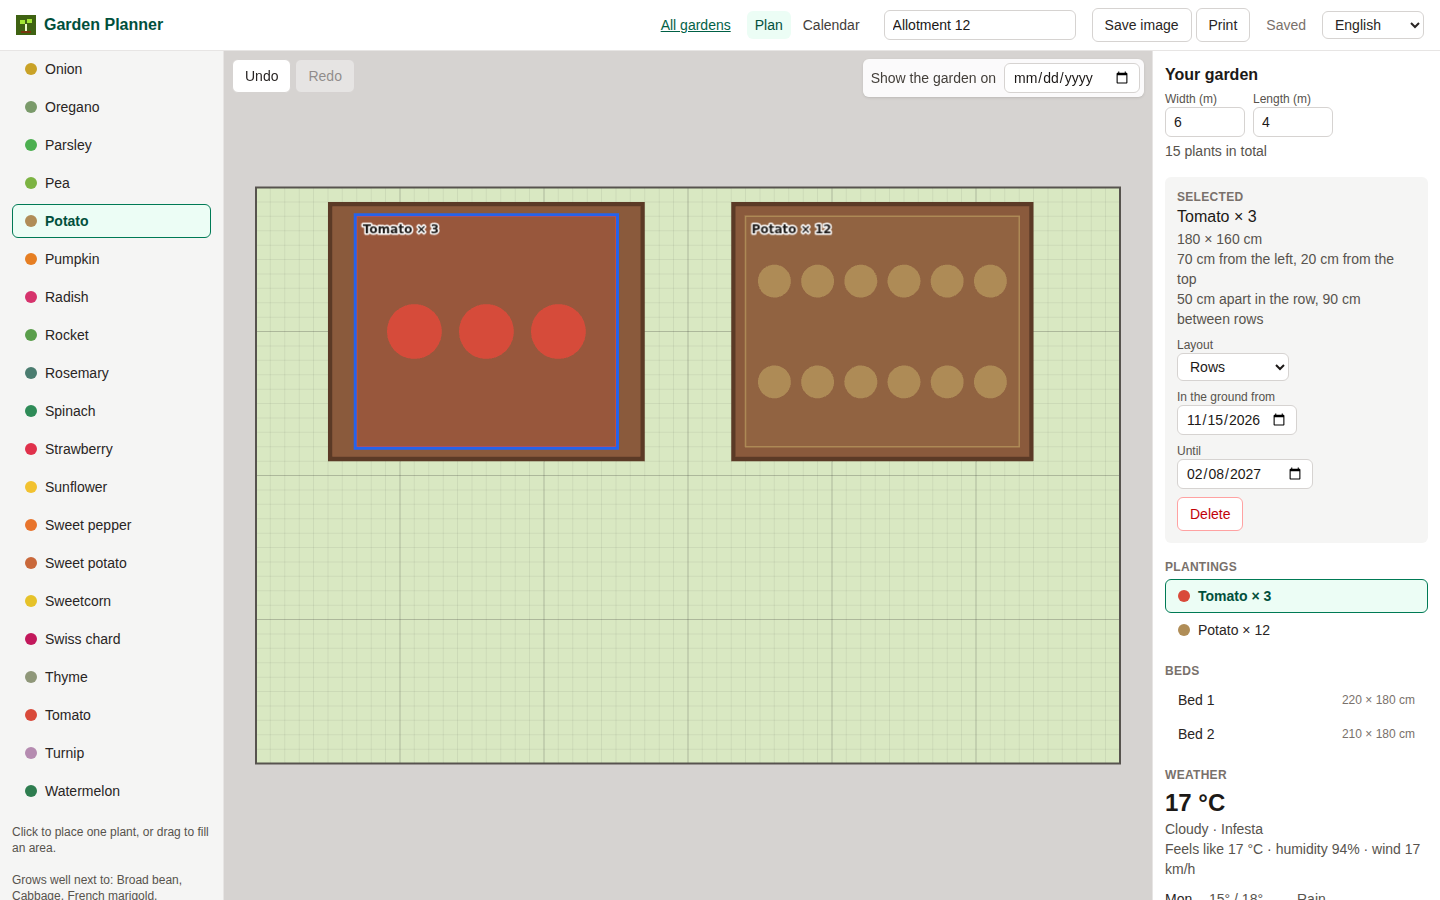 Garden Planner
All gardens
Plan
Calendar
Allotment 12
Save image
Print
Saved
English
Onion
Oregano
Parsley
Pea
Potato
Pumpkin
Radish
Rocket
Rosemary
Spinach
Strawberry
Sunflower
Sweet pepper
Sweet potato
Sweetcorn
Swiss chard
Thyme
Tomato
Turnip
Watermelon
Click to place one plant, or drag to fill
an area.
Grows well next to: Broad bean,
Cabbage, French marigold,
Undo
Redo
Show the garden on
mm/dd/yyyy
Tomato × 3
Potato × 12
Your garden
Width (m)
Length (m)
6
4
15 plants in total
SELECTED
Tomato × 3
180 × 160 cm
70 cm from the left, 20 cm from the
top
50 cm apart in the row, 90 cm
between rows
Layout
Rows
In the ground from
11/15/2026
Until
02/08/2027
Delete
PLANTINGS
Tomato × 3
Potato × 12
BEDS
Bed 1
220 × 180 cm
Bed 2
210 × 180 cm
WEATHER
17 °C
Cloudy · Infesta
Feels like 17 °C · humidity 94% · wind 17
km/h
Mon
15° / 18°
Rain